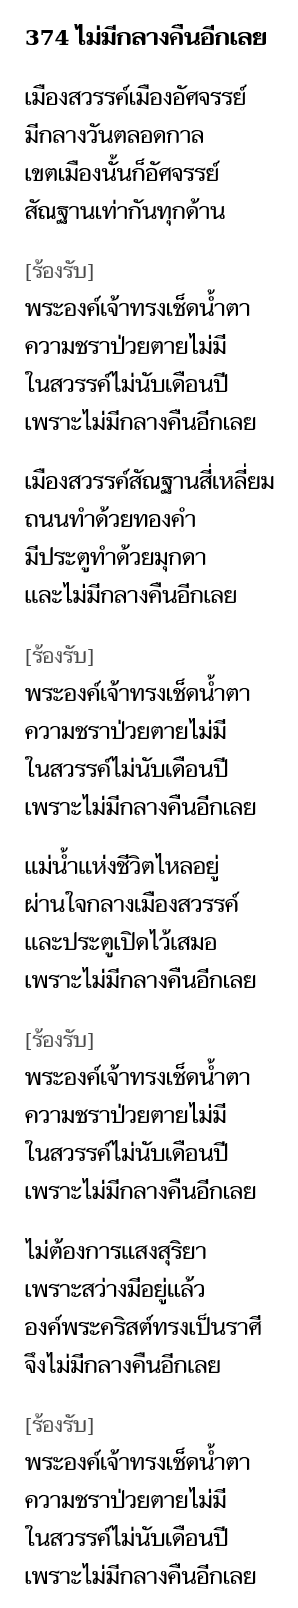 374 ไม่มีกลางคืนอีกเลย
เมืองสวรรค์เมืองอัศจรรย์
มีกลางวันตลอดกาล
เขตเมืองนั้นก็อัศจรรย์
สัณฐานเท่ากันทุกด้าน
[ร้องรับ]
พระองค์เจ้าทรงเช็ดน้ำตา
ความชราป่วยตายไม่มี
ในสวรรค์ไม่นับเดือนปี
เพราะไม่มีกลางคืนอีกเลย
เมืองสวรรค์สัณฐานสี่เหลี่ยม
ถนนทำด้วยทองคำ
มีประตูทำด้วยมุกดา
และไม่มีกลางคืนอีกเลย
[ร้องรับ]
พระองค์เจ้าทรงเช็ดน้ำตา
ความชราป่วยตายไม่มี
ในสวรรค์ไม่นับเดือนปี
เพราะไม่มีกลางคืนอีกเลย
แม่น้ำแห่งชีวิตไหลอยู่
ผ่านใจกลางเมืองสวรรค์
และประตูเปิดไว้เสมอ
เพราะไม่มีกลางคืนอีกเลย
[ร้องรับ]
พระองค์เจ้าทรงเช็ดน้ำตา
ความชราป่วยตายไม่มี
ในสวรรค์ไม่นับเดือนปี
เพราะไม่มีกลางคืนอีกเลย
ไม่ต้องการแสงสุริยา
เพราะสว่างมีอยู่แล้ว
องค์พระคริสต์ทรงเป็นราศี
จึงไม่มีกลางคืนอีกเลย
[ร้องรับ]
พระองค์เจ้าทรงเช็ดน้ำตา
ความชราป่วยตายไม่มี
ในสวรรค์ไม่นับเดือนปี
เพราะไม่มีกลางคืนอีกเลย